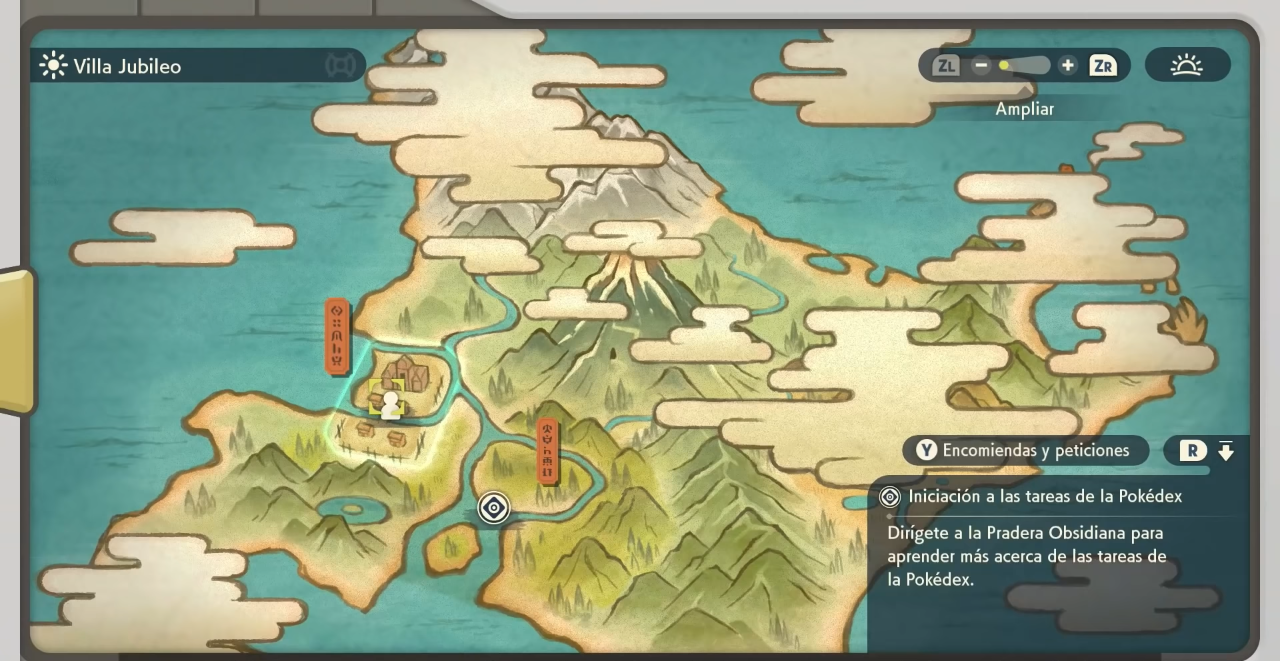 Villa Jubileo
ZL − + ZR
Ampliar
Y Encomiendas y peticiones
R
Iniciación a las tareas de la Pokédex
Dirígete a la Pradera Obsidiana para
aprender más acerca de las tareas de
la Pokédex.